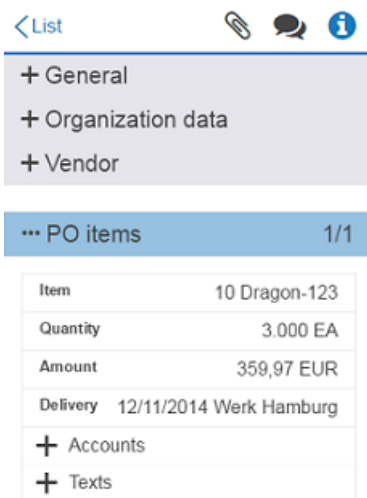 List
+ General
+ Organization data
+ Vendor
··· PO items 1/1
Item 10 Dragon-123
Quantity 3.000 EA
Amount 359,97 EUR
Delivery 12/11/2014 Werk Hamburg
+ Accounts
+ Texts